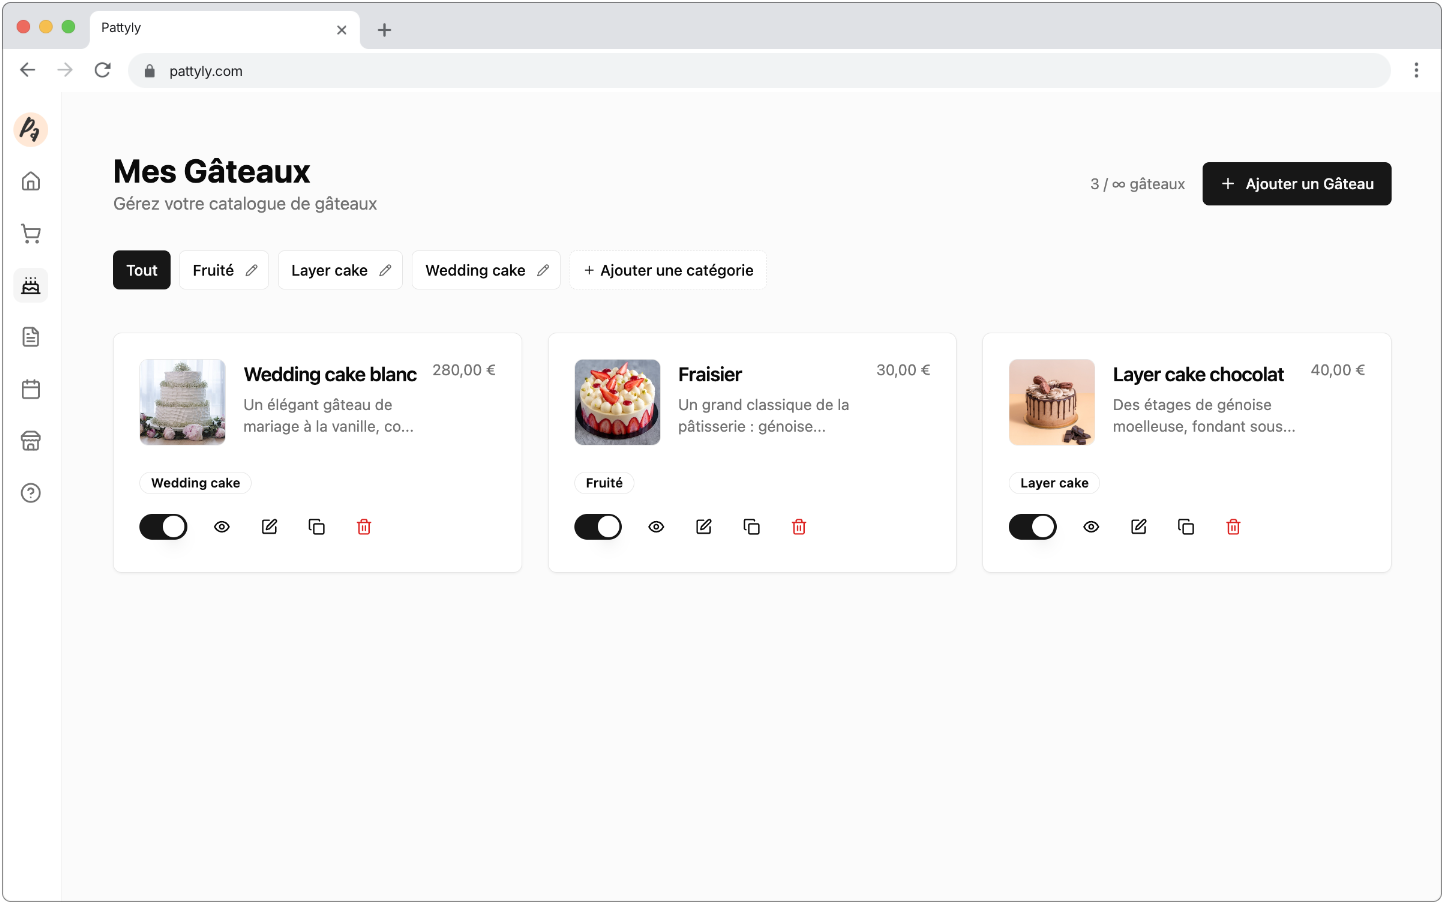 Pattyly
pattyly.com
Pa
Mes Gâteaux
Gérez votre catalogue de gâteaux
3 / ∞ gâteaux
+ Ajouter un Gâteau
Tout
Fruité
Layer cake
Wedding cake
+ Ajouter une catégorie
Wedding cake blanc
280,00 €
Un élégant gâteau de
mariage à la vanille, co...
Wedding cake
Fraisier
30,00 €
Un grand classique de la
pâtisserie : génoise...
Fruité
Layer cake chocolat
40,00 €
Des étages de génoise
moelleuse, fondant sous...
Layer cake